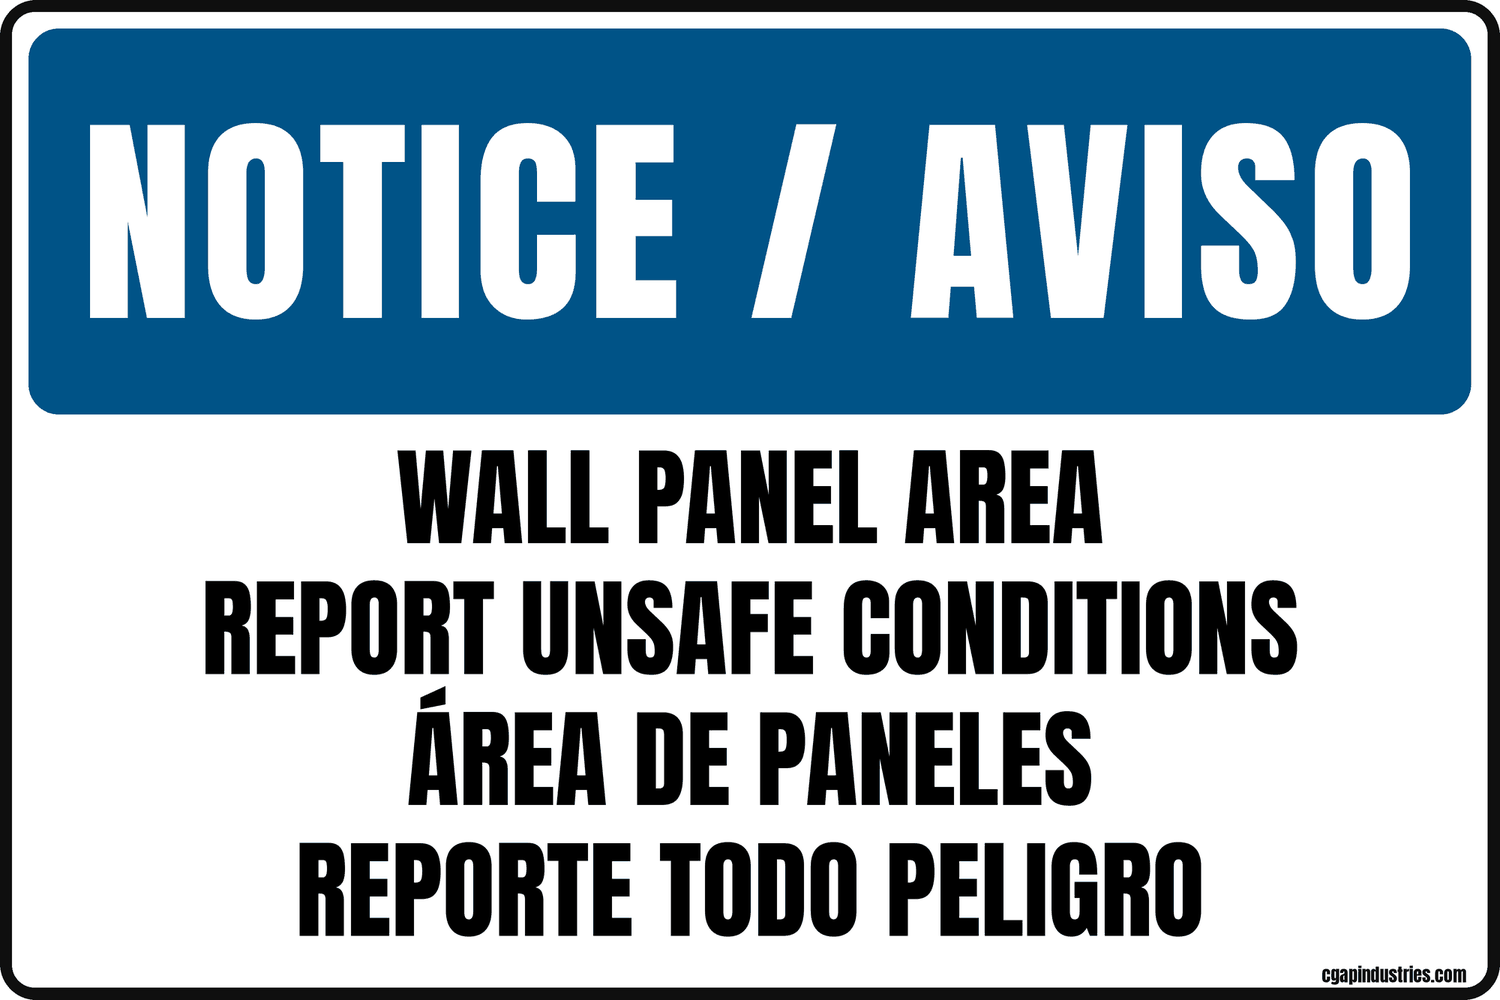 NOTICE / AVISO
WALL PANEL AREA
REPORT UNSAFE CONDITIONS
ÁREA DE PANELES
REPORTE TODO PELIGRO
cgapindustries.com